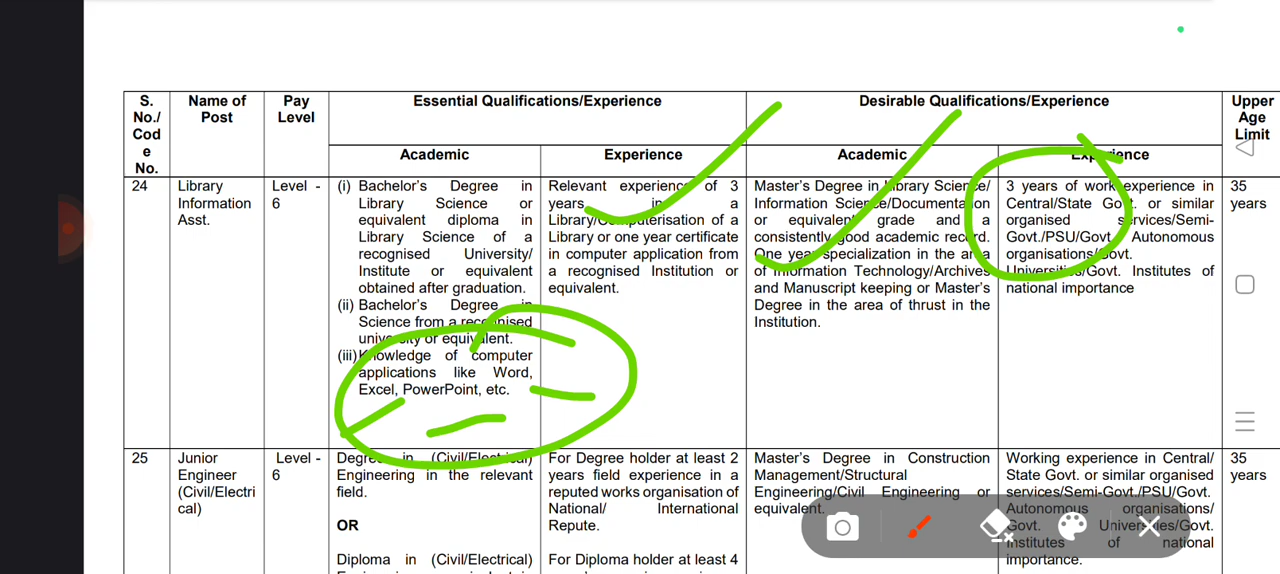 S. No./ Cod e No. | Name of Post | Pay Level | Essential Qualifications/Experience | Desirable Qualifications/Experience | Upper Age Limit
Academic | Experience | Academic | Experience
24
Library
Information
Asst.
Level -
6
(i) Bachelor's Degree in
Library Science or
equivalent diploma in
Library Science of a
recognised University/
Institute or equivalent
obtained after graduation.
(ii) Bachelor's Degree in
Science from a recognised
university or equivalent.
(iii) Knowledge of computer
applications like Word,
Excel, PowerPoint, etc.
Relevant experience of 3
years in a
Library/Computerisation of a
Library or one year certificate
in computer application from
a recognised Institution or
equivalent.
Master's Degree in Library Science/
Information Science/Documentation
or equivalent grade and a
consistently good academic record.
One year specialization in the area
of Information Technology/Archives
and Manuscript keeping or Master's
Degree in the area of thrust in the
Institution.
3 years of work experience in
Central/State Govt. or similar
organised services/Semi-
Govt./PSU/Govt. Autonomous
organisations/Govt.
Universities/Govt. Institutes of
national importance
35
years
25
Junior
Engineer
(Civil/Electri
cal)
Level -
6
Degree in (Civil/Electrical)
Engineering in the relevant
field.
OR
Diploma in (Civil/Electrical)
For Degree holder at least 2
years field experience in a
reputed works organisation of
National/ International
Repute.
For Diploma holder at least 4
Master's Degree in Construction
Management/Structural
Engineering/Civil Engineering or
equivalent.
Working experience in Central/
State Govt. or similar organised
services/Semi-Govt./PSU/Govt.
Autonomous organisations/
Govt. Universities/Govt.
Institutes of national
importance.
35
years